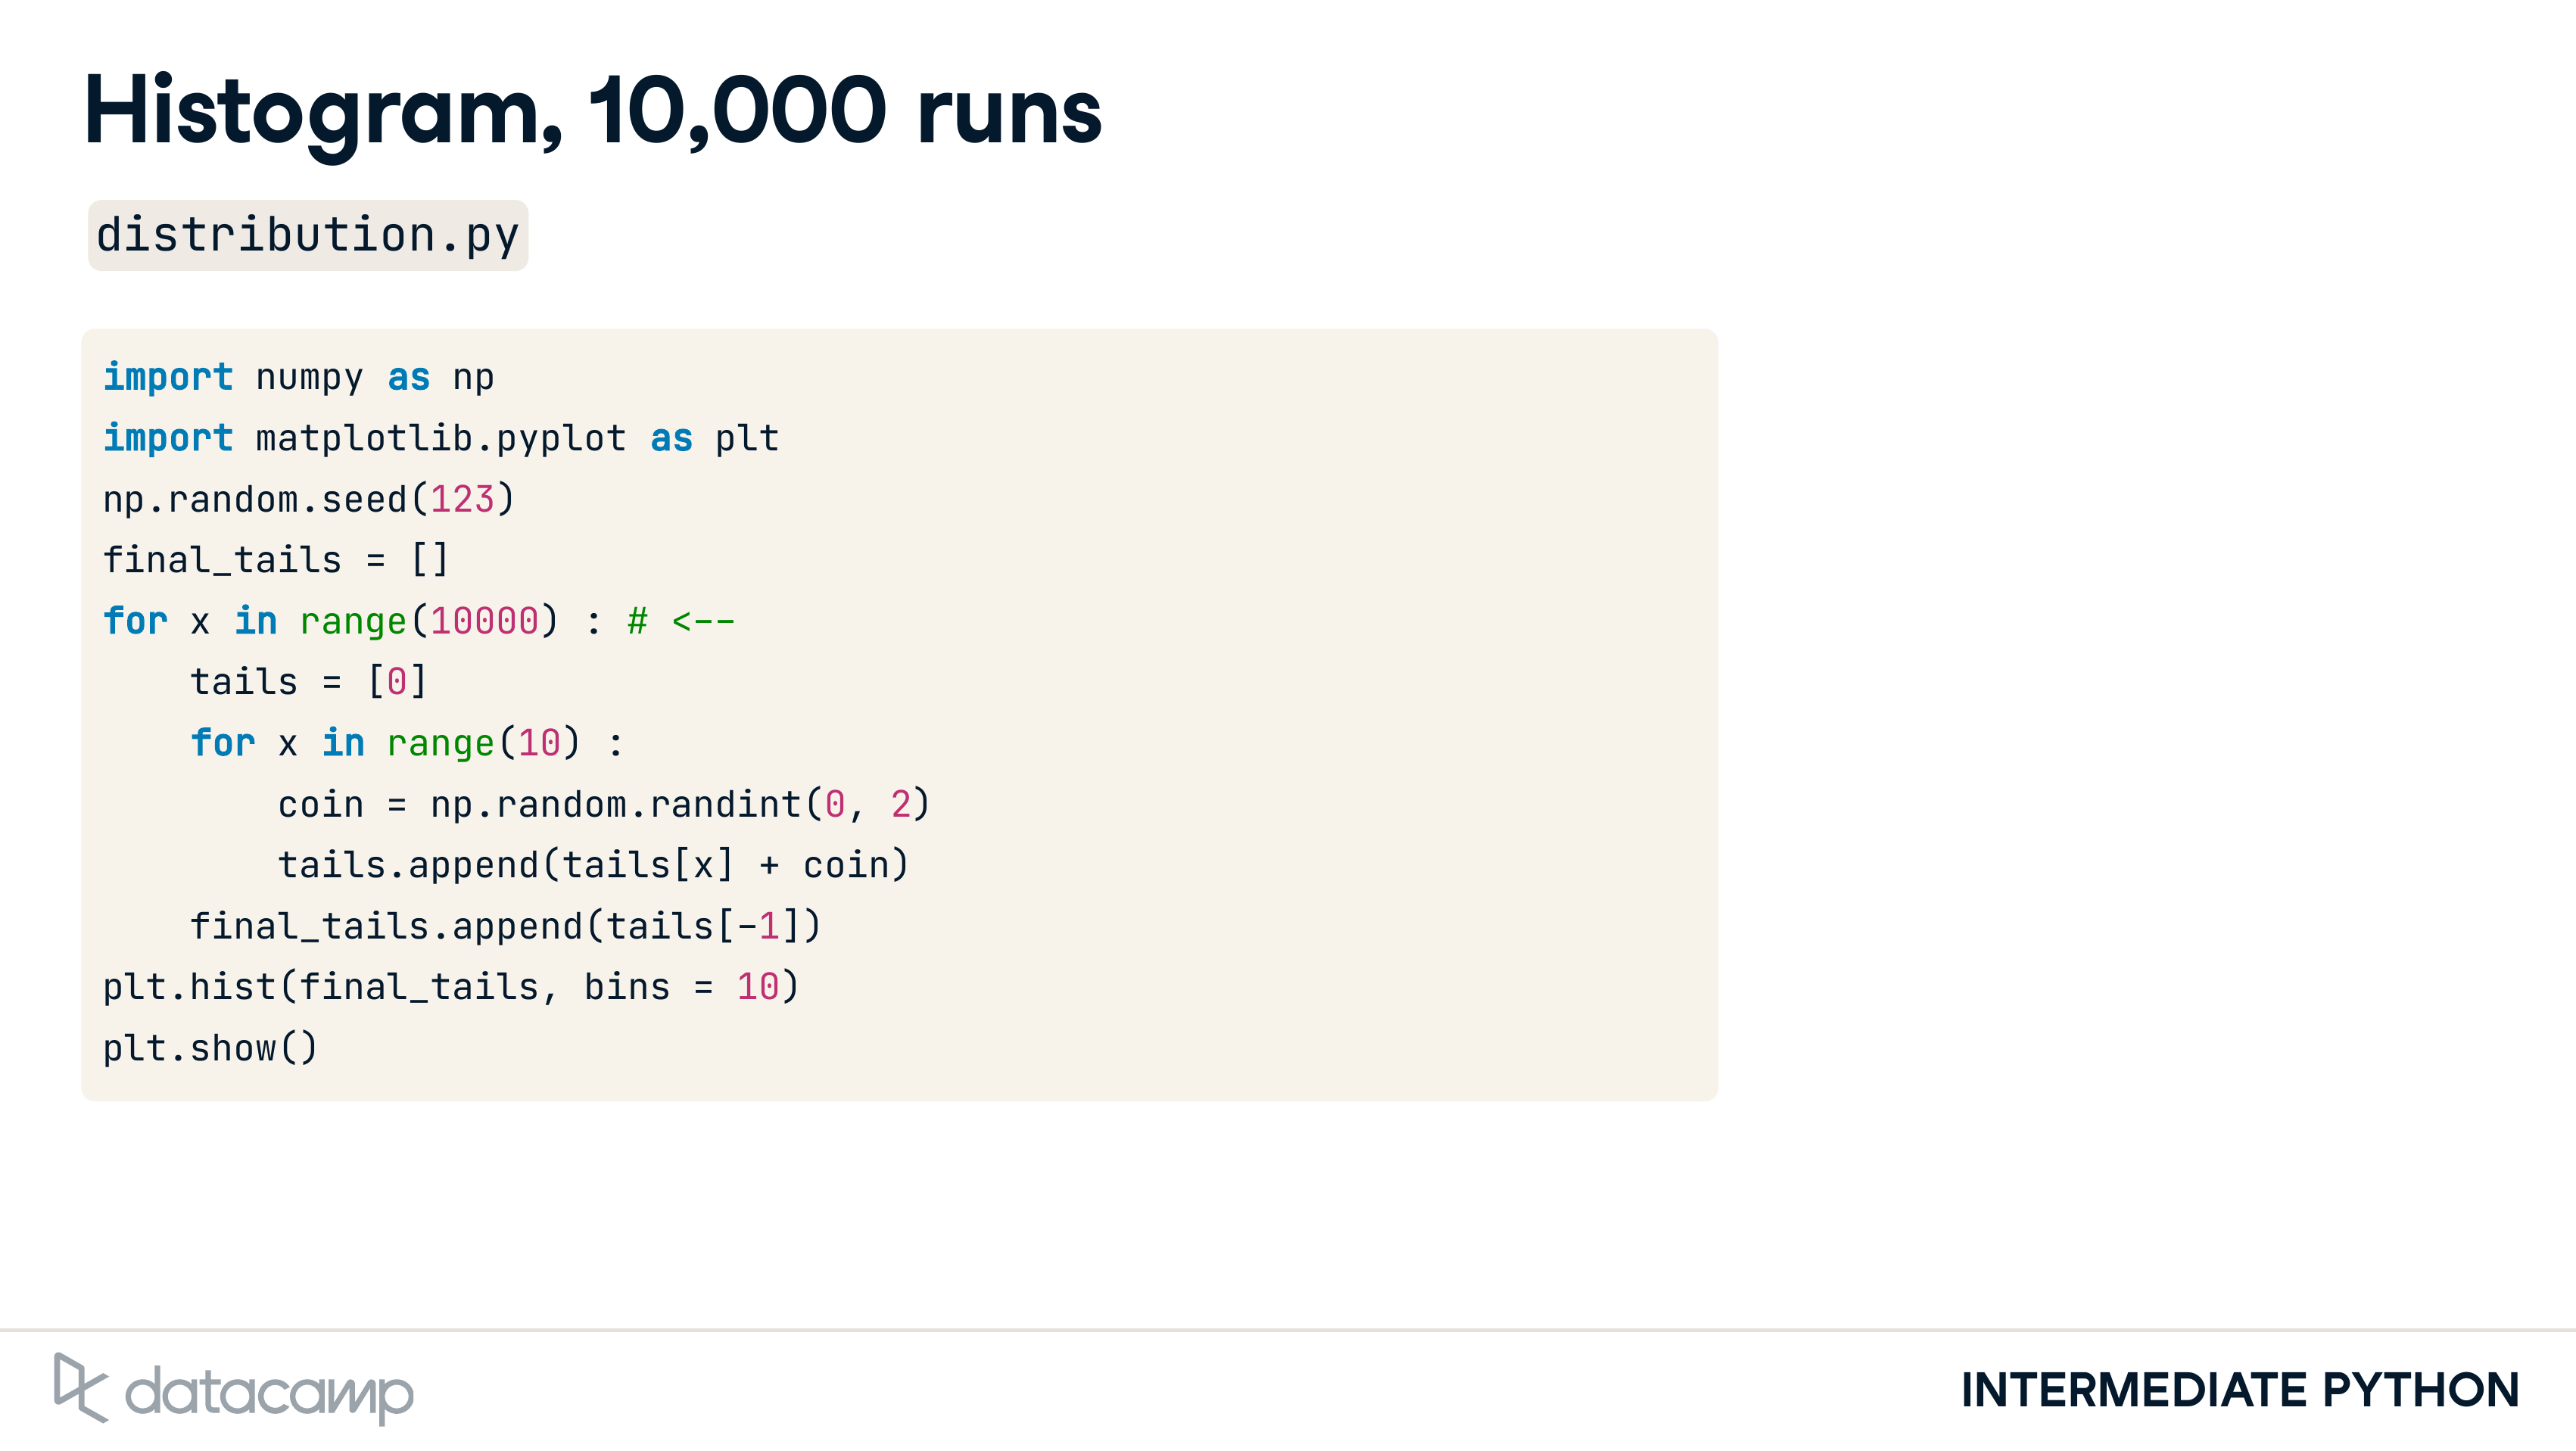 Histogram, 10,000 runs
distribution.py
import numpy as np
import matplotlib.pyplot as plt
np.random.seed(123)
final_tails = []
for x in range(10000) : # <--
    tails = [0]
    for x in range(10) :
        coin = np.random.randint(0, 2)
        tails.append(tails[x] + coin)
    final_tails.append(tails[-1])
plt.hist(final_tails, bins = 10)
plt.show()
datacamp
INTERMEDIATE PYTHON